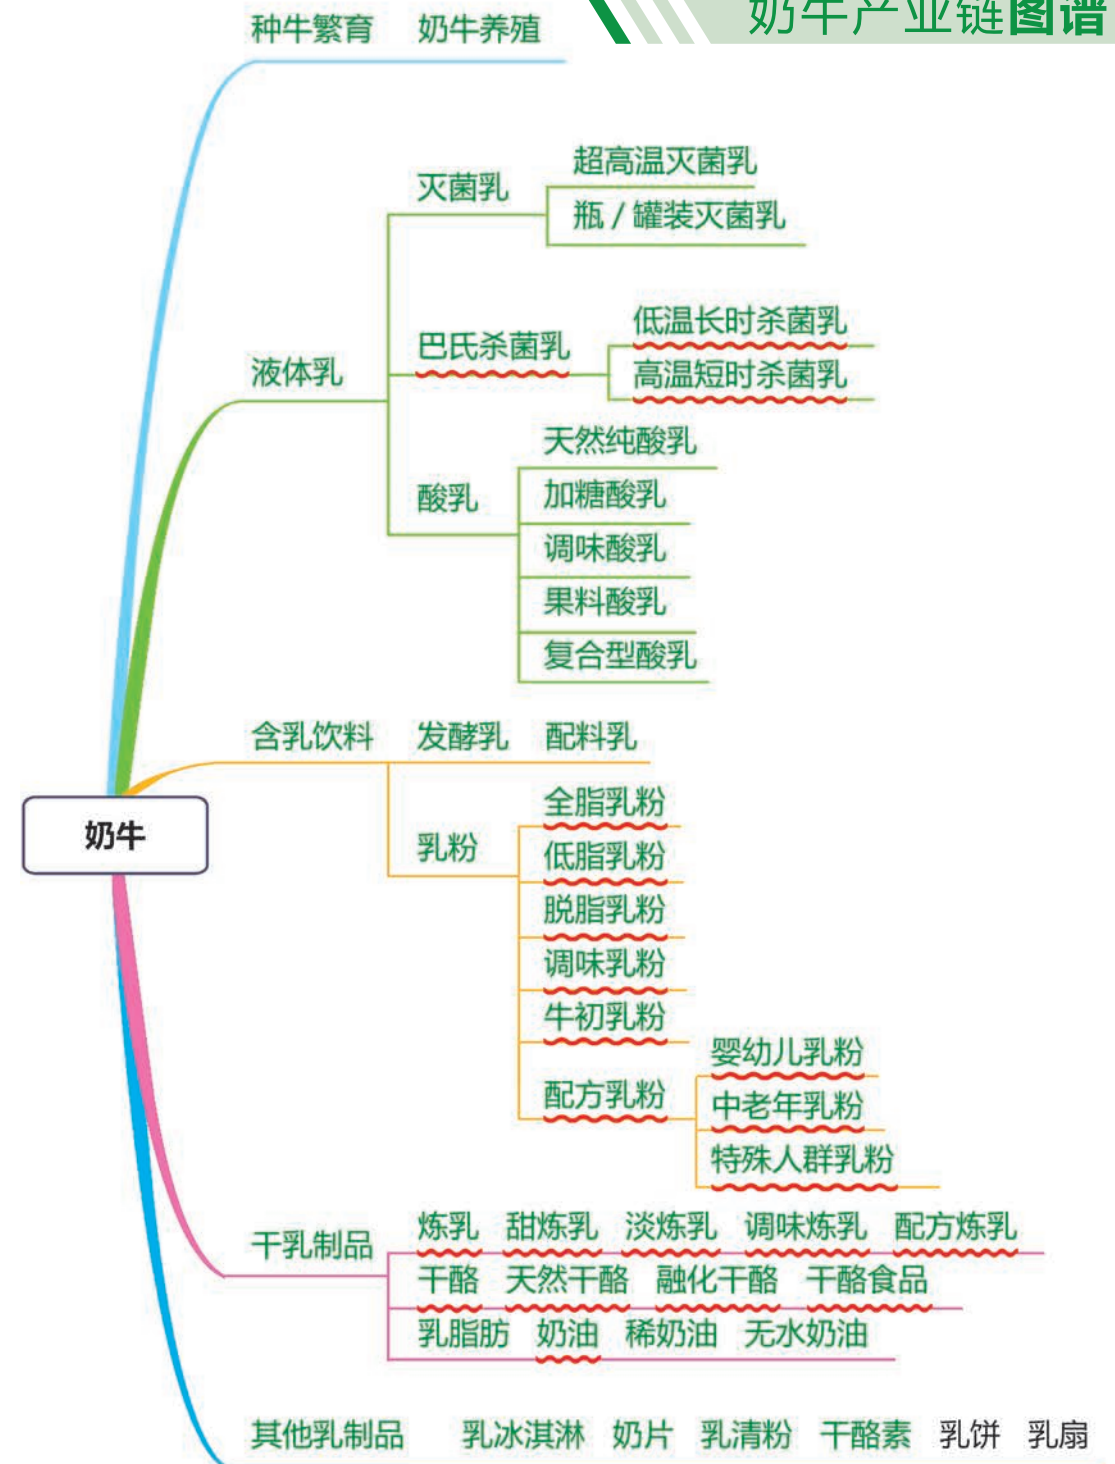 奶牛产业链图谱
种牛繁育 奶牛养殖
超高温灭菌乳
灭菌乳
瓶/罐装灭菌乳
低温长时杀菌乳
巴氏杀菌乳
液体乳
高温短时杀菌乳
天然纯酸乳
酸乳
加糖酸乳
调味酸乳
果料酸乳
复合型酸乳
含乳饮料 发酵乳 配料乳
全脂乳粉
奶牛
乳粉
低脂乳粉
脱脂乳粉
调味乳粉
牛初乳粉
婴幼儿乳粉
配方乳粉
中老年乳粉
特殊人群乳粉
炼乳 甜炼乳 淡炼乳 调味炼乳 配方炼乳
干乳制品
干酪 天然干酪 融化干酪 干酪食品
乳脂肪 奶油 稀奶油 无水奶油
其他乳制品 乳冰淇淋 奶片 乳清粉 干酪素 乳饼 乳扇